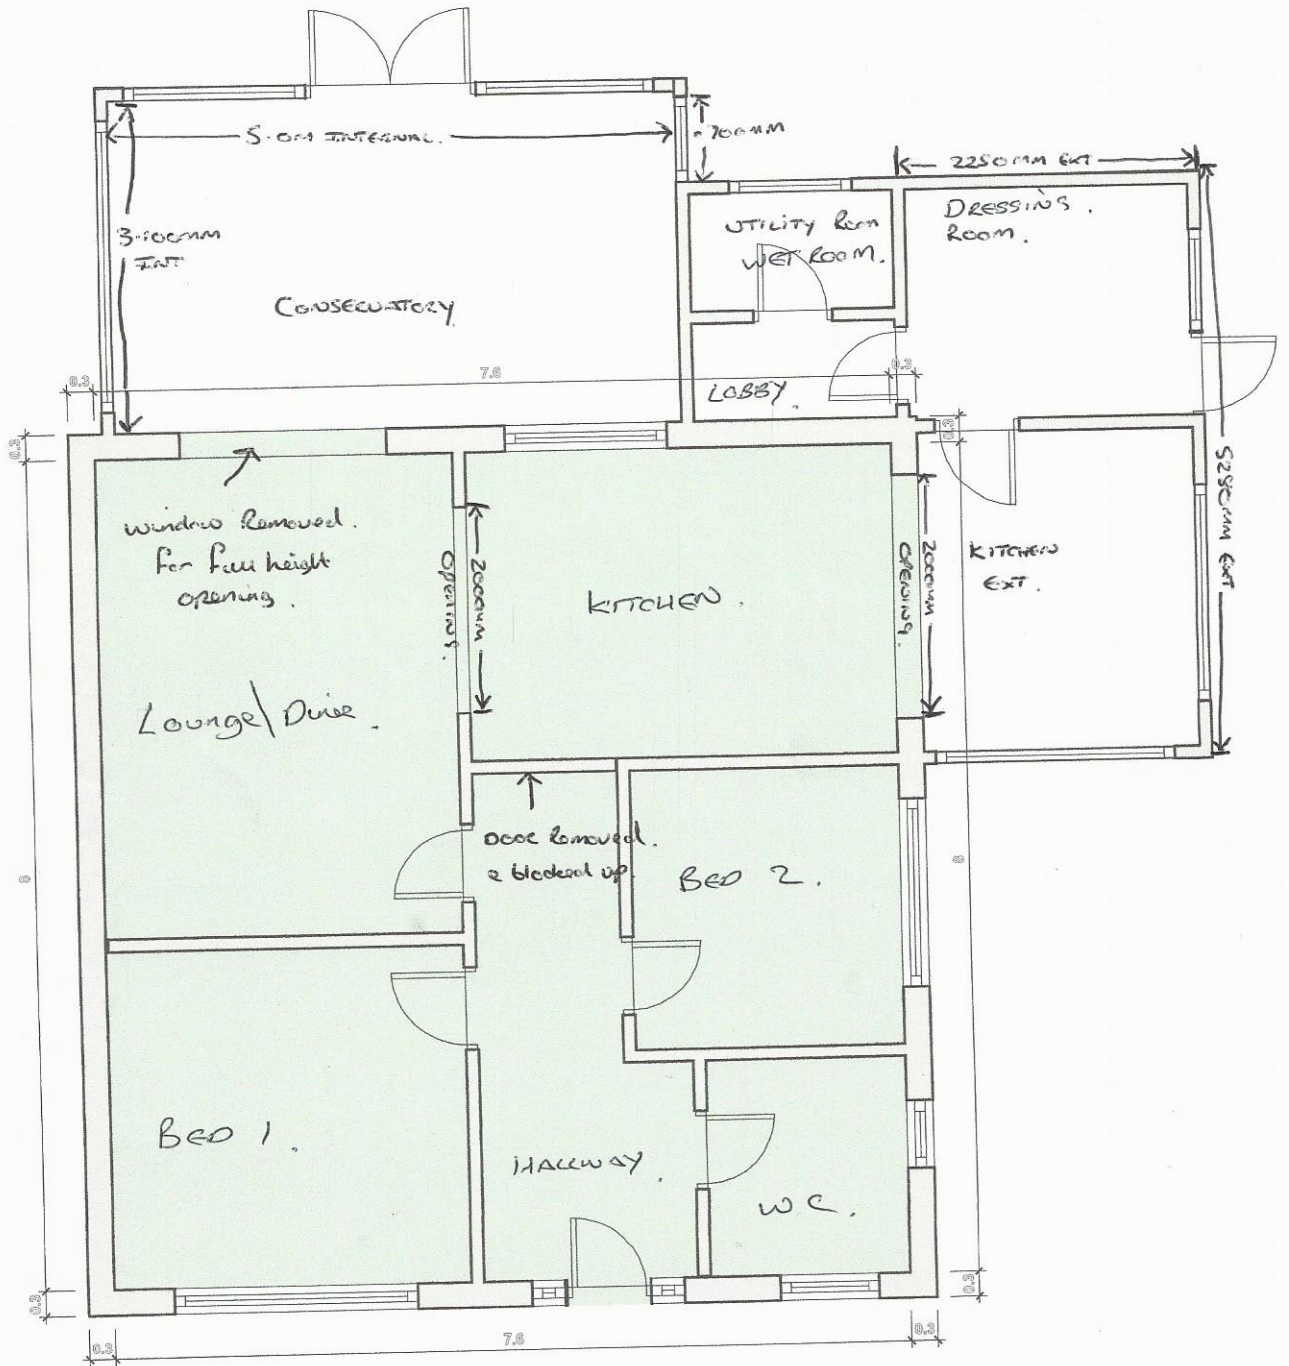 5.0M INTERNAL.
700MM
2250MM EXT
DRESSING.
ROOM.
UTILITY ROOM
WET ROOM.
3.100MM
INT
CONSERVATORY
0.3
7.6
0.3
LOBBY.
0.3
0.3
5250MM EXT
window Removed.
for full height
opening.
2000MM
OPENING.
KITCHEN.
2000MM
OPENING.
KITCHEN
EXT.
Lounge\Dine.
DOOR Removed.
& blocked up.
BED 2.
8
8
BED 1.
HALLWAY.
WC.
0.3
0.3
0.3
7.6
0.3